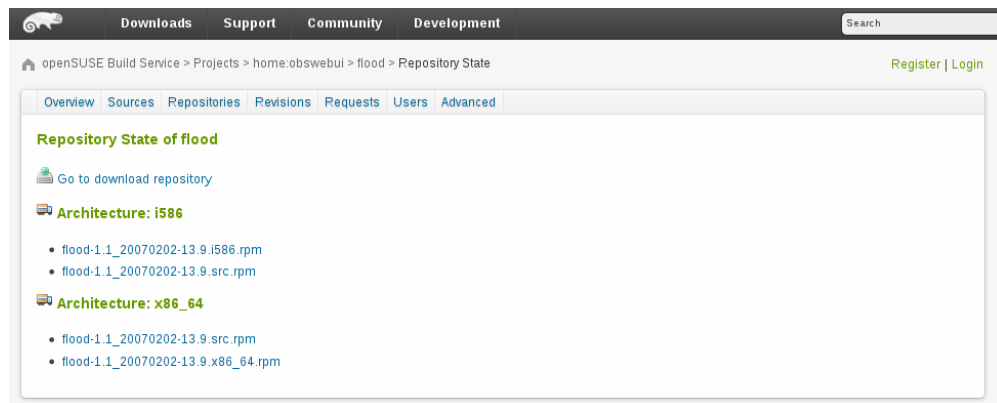 Downloads Support Community Development Search
openSUSE Build Service > Projects > home:obswebui > flood > Repository State Register | Login
Overview Sources Repositories Revisions Requests Users Advanced
Repository State of flood
Go to download repository
Architecture: i586
• flood-1.1_20070202-13.9.i586.rpm
• flood-1.1_20070202-13.9.src.rpm
Architecture: x86_64
• flood-1.1_20070202-13.9.src.rpm
• flood-1.1_20070202-13.9.x86_64.rpm